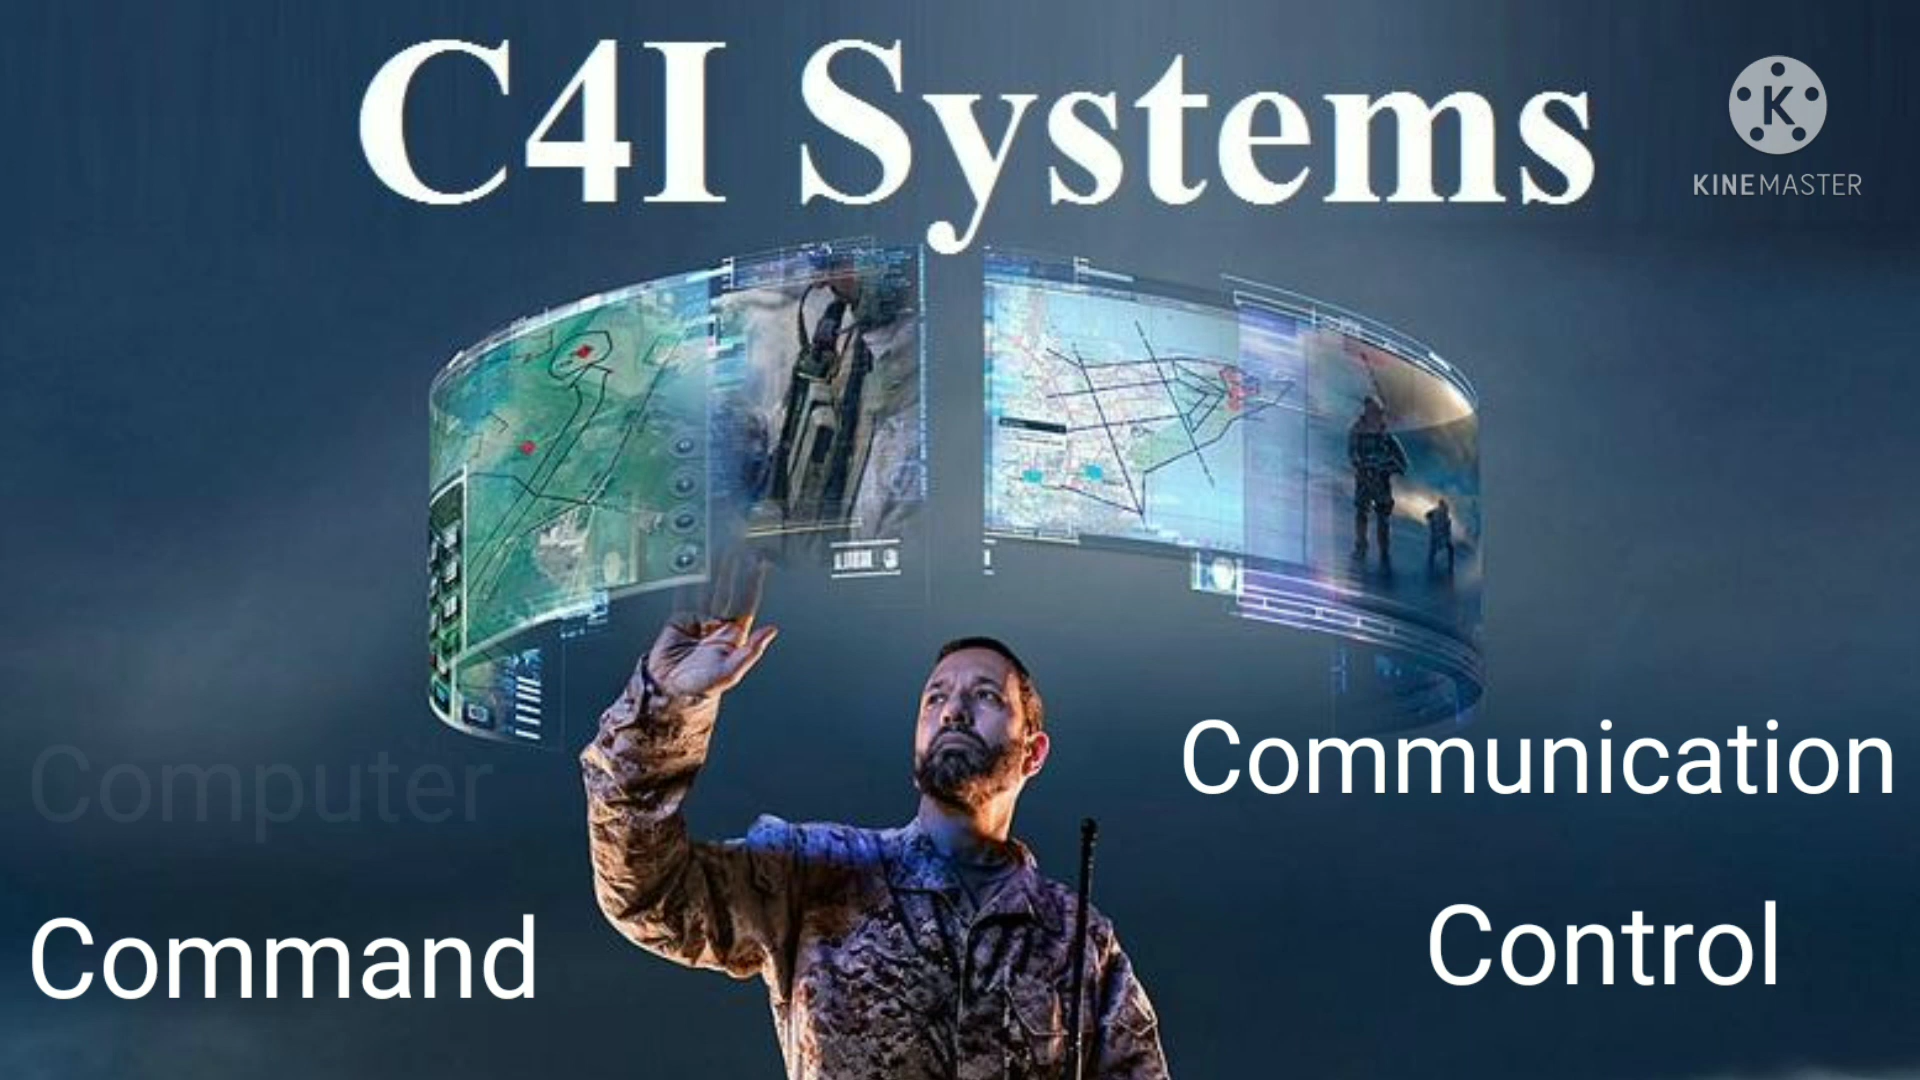 C4I Systems
K
KINEMASTER
Computer
Communication
Command
Control